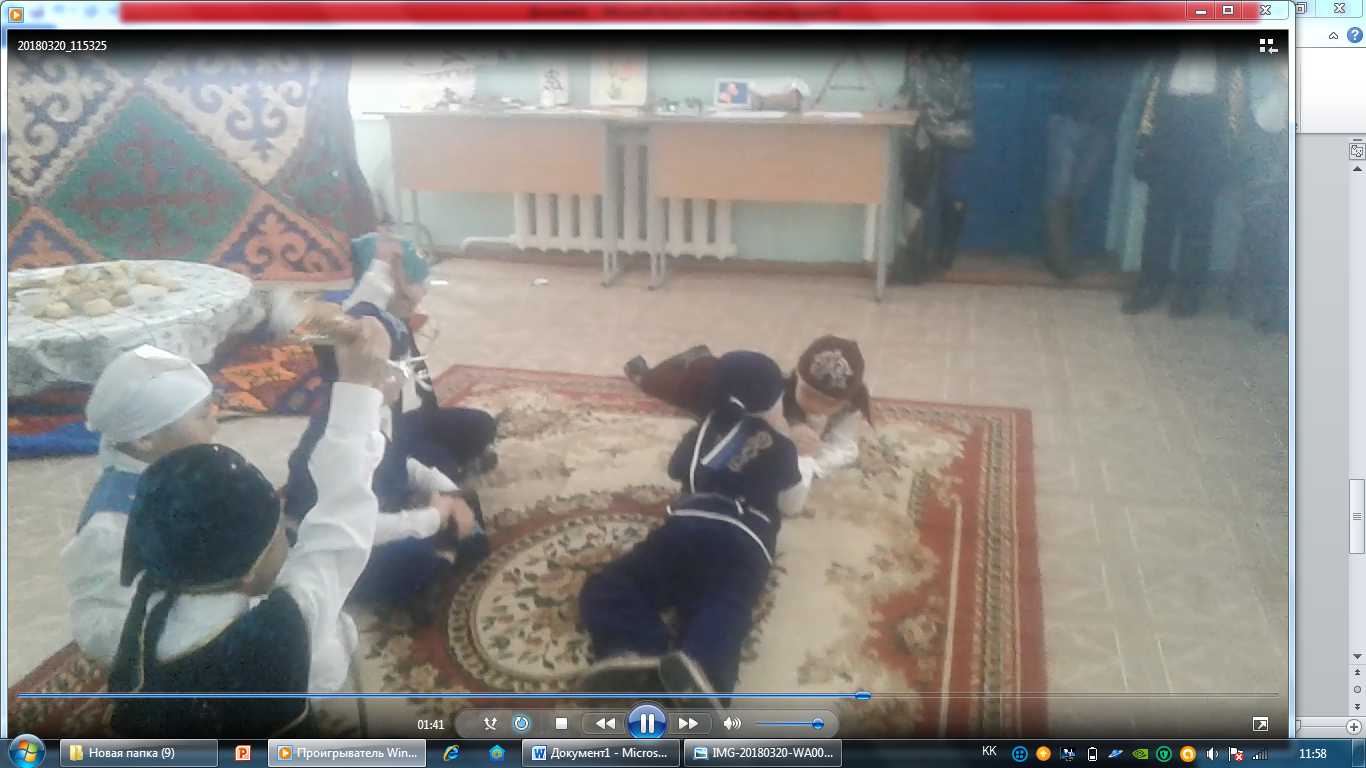 20180320_115325
01:41
Новая папка (9)
Проигрыватель Win...
Документ1 - Micros...
IMG-20180320-WA00...
KK
11:58